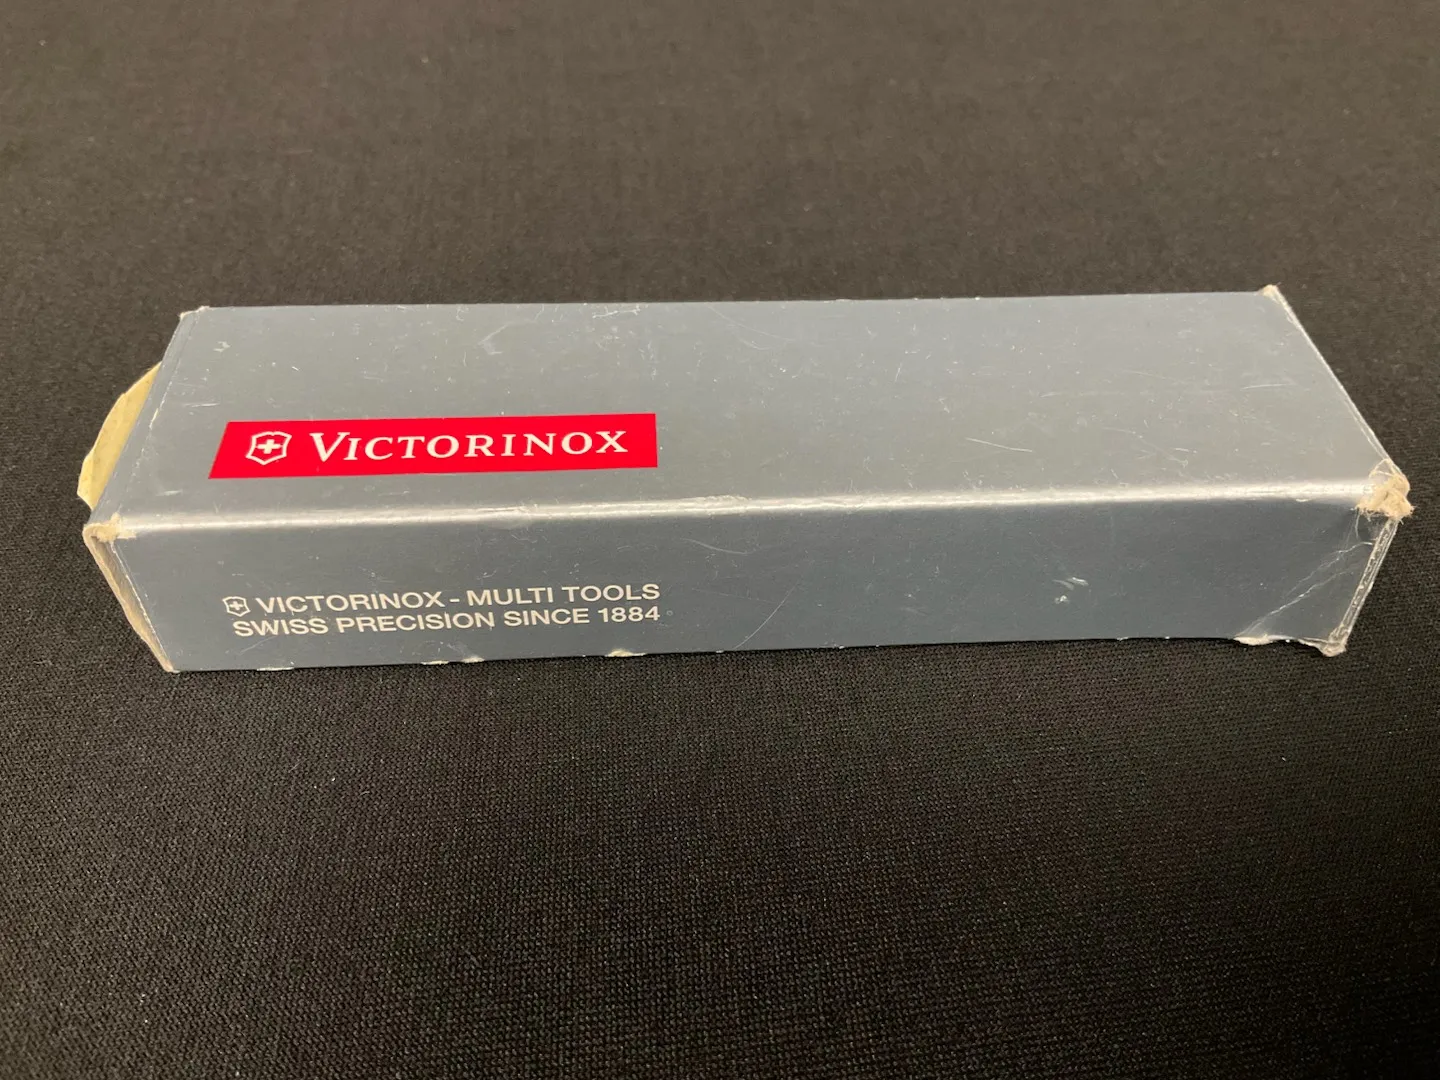 VICTORINOX
VICTORINOX - MULTI TOOLS
SWISS PRECISION SINCE 1884